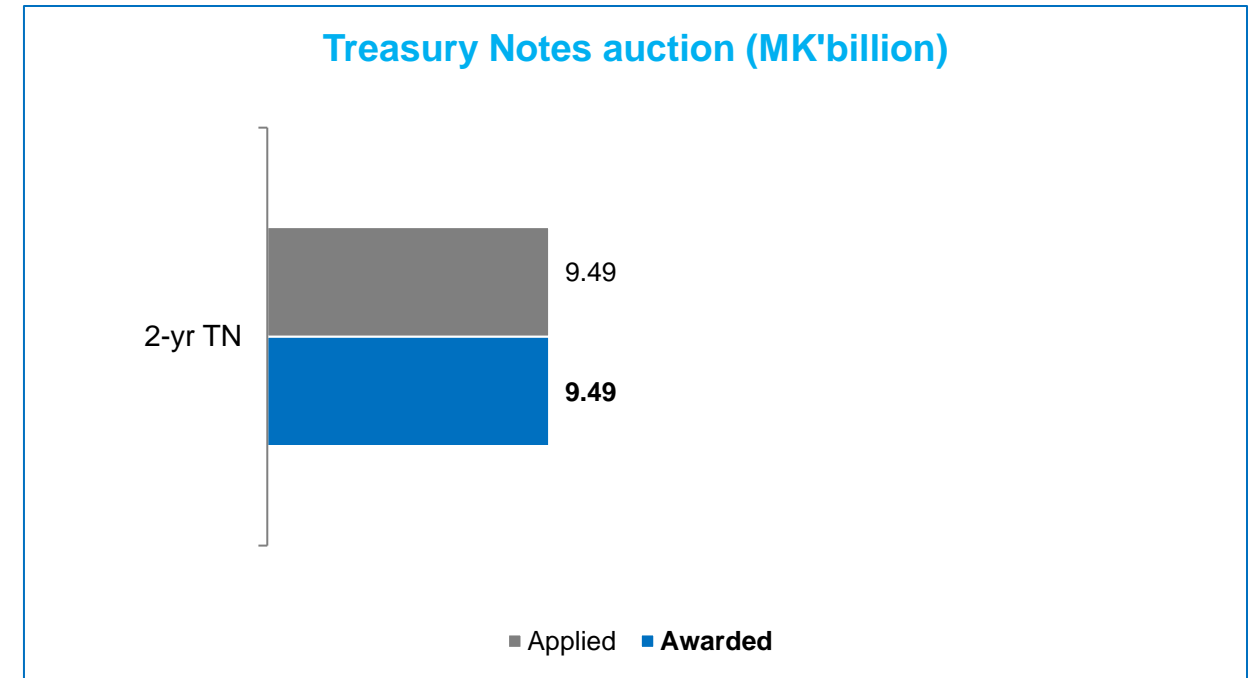 Treasury Notes auction (MK'billion)
9.49
2-yr TN
9.49
Applied Awarded